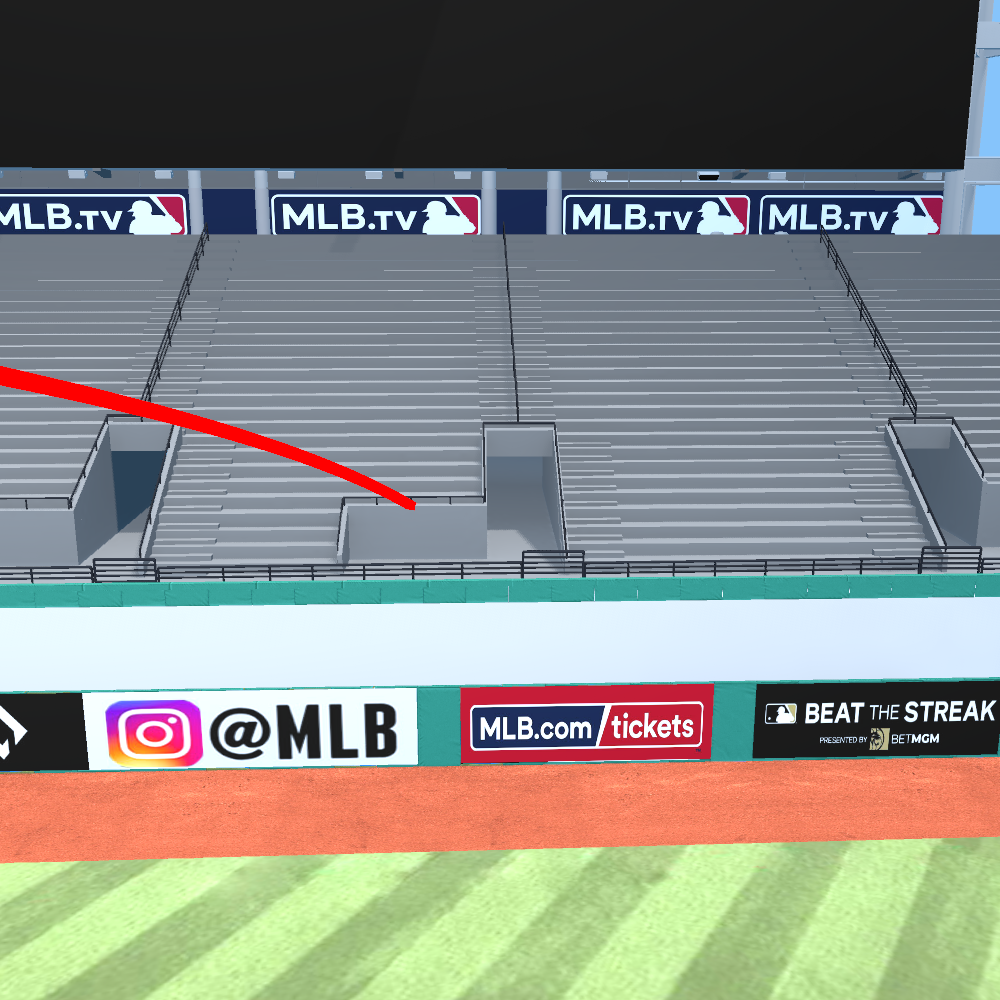 MLB.TV
MLB.TV
MLB.TV
MLB.TV
@MLB
MLB.com/tickets
BEAT THE STREAK
PRESENTED BY BETMGM